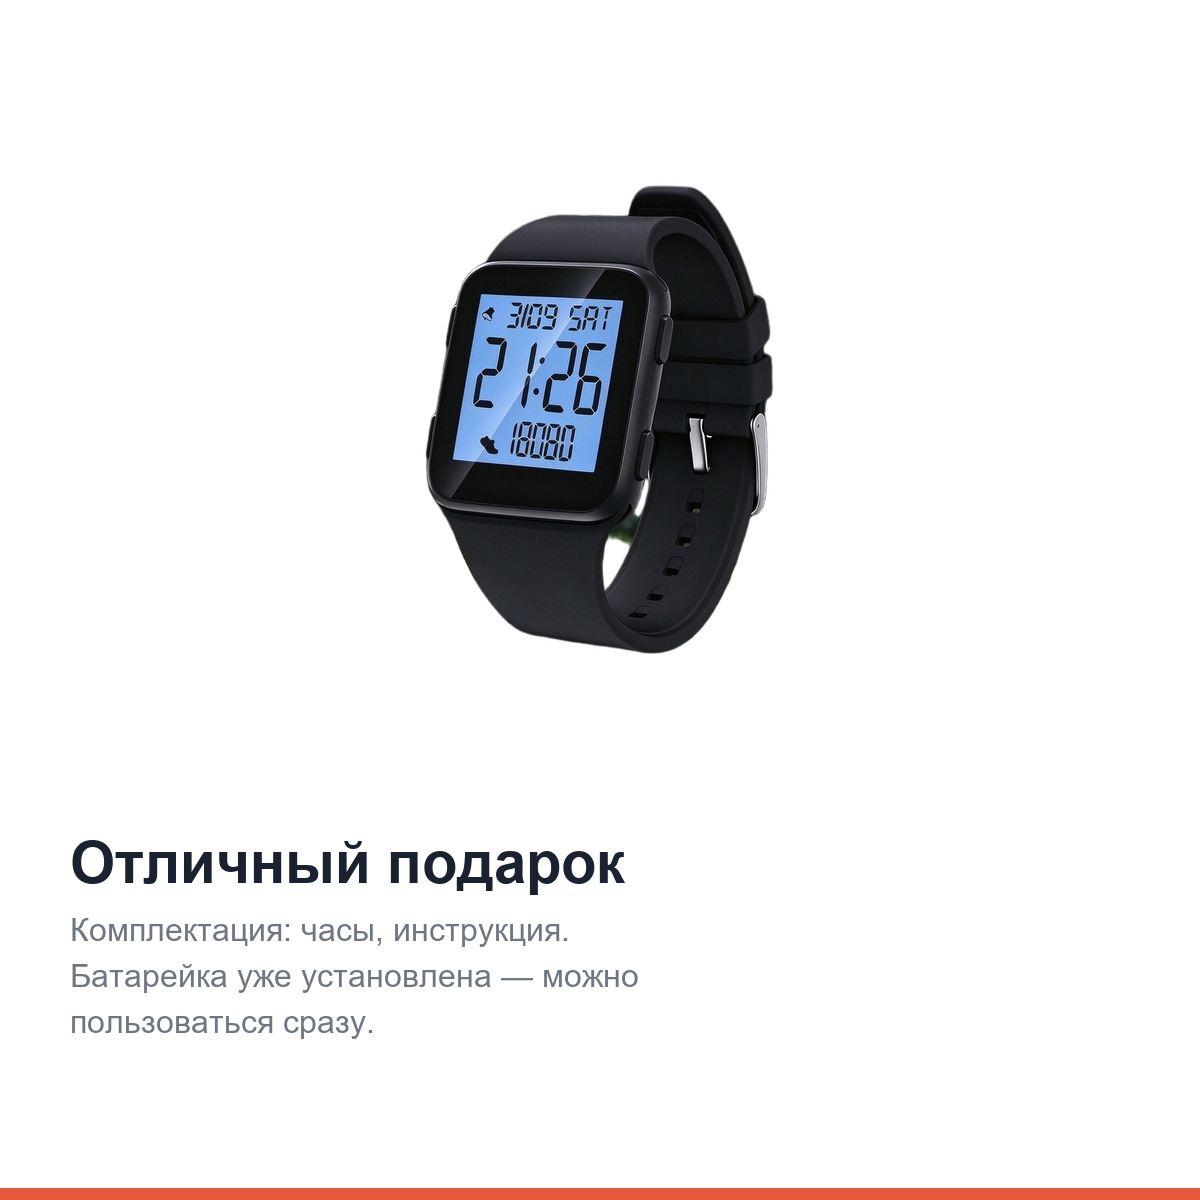 3109 SAT
21:26
18080
Отличный подарок
Комплектация: часы, инструкция.
Батарейка уже установлена — можно
пользоваться сразу.